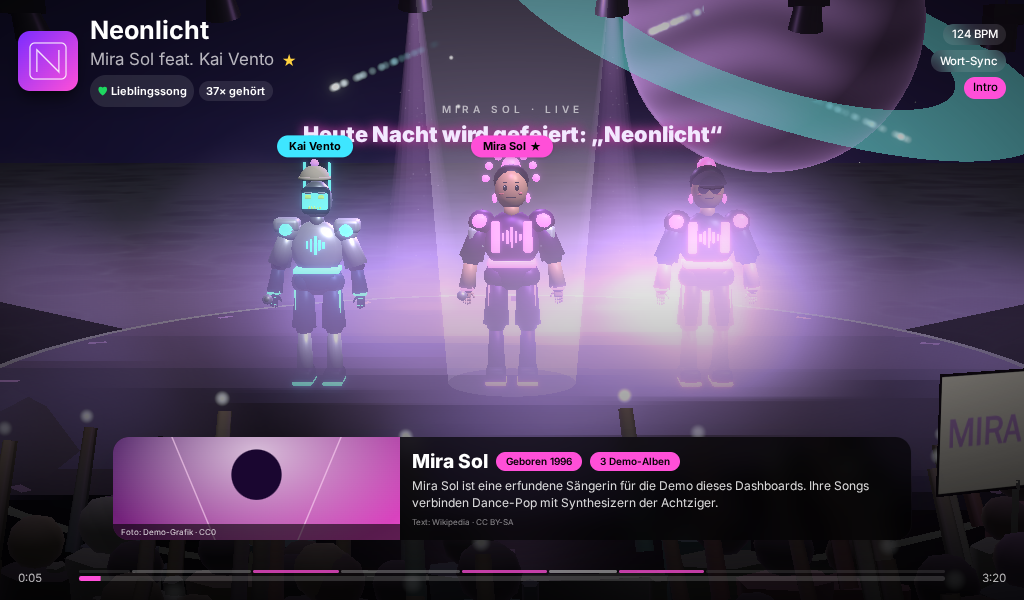 Neonlicht
Mira Sol feat. Kai Vento ★
Lieblingssong
37× gehört
124 BPM
Wort-Sync
Intro
MIRA SOL · LIVE
Heute Nacht wird gefeiert: „Neonlicht“
Kai Vento
Mira Sol ★
MIRA
Mira Sol
Geboren 1996
3 Demo-Alben
Mira Sol ist eine erfundene Sängerin für die Demo dieses Dashboards. Ihre Songs
verbinden Dance-Pop mit Synthesizern der Achtziger.
Text: Wikipedia · CC BY-SA
Foto: Demo-Grafik · CC0
0:05
3:20